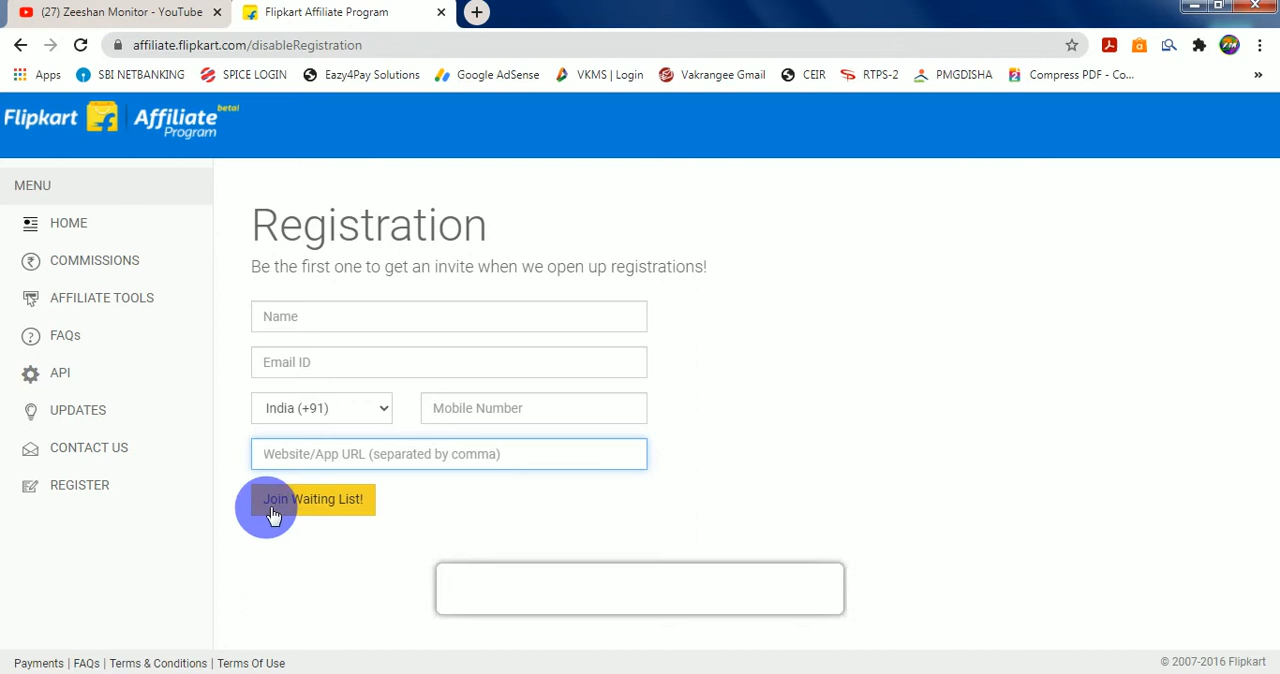 (27) Zeeshan Monitor - YouTube
Flipkart Affiliate Program
affiliate.flipkart.com/disableRegistration
Apps SBI NETBANKING SPICE LOGIN Eazy4Pay Solutions Google AdSense VKMS | Login Vakrangee Gmail CEIR RTPS-2 PMGDISHA Compress PDF - Co... »
Flipkart Affiliate Program beta!
MENU
HOME
COMMISSIONS
AFFILIATE TOOLS
FAQs
API
UPDATES
CONTACT US
REGISTER
Registration
Be the first one to get an invite when we open up registrations!
Name
Email ID
India (+91) Mobile Number
Website/App URL (separated by comma)
Join Waiting List!
Payments | FAQs | Terms & Conditions | Terms Of Use
© 2007-2016 Flipkart